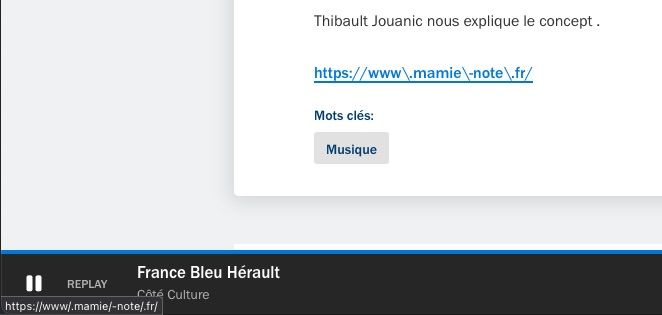 Thibault Jouanic nous explique le concept .
https://www\.mamie\-note\.fr/
Mots clés:
Musique
REPLAY
France Bleu Hérault
Côté Culture
https://www/.mamie/-note/.fr/